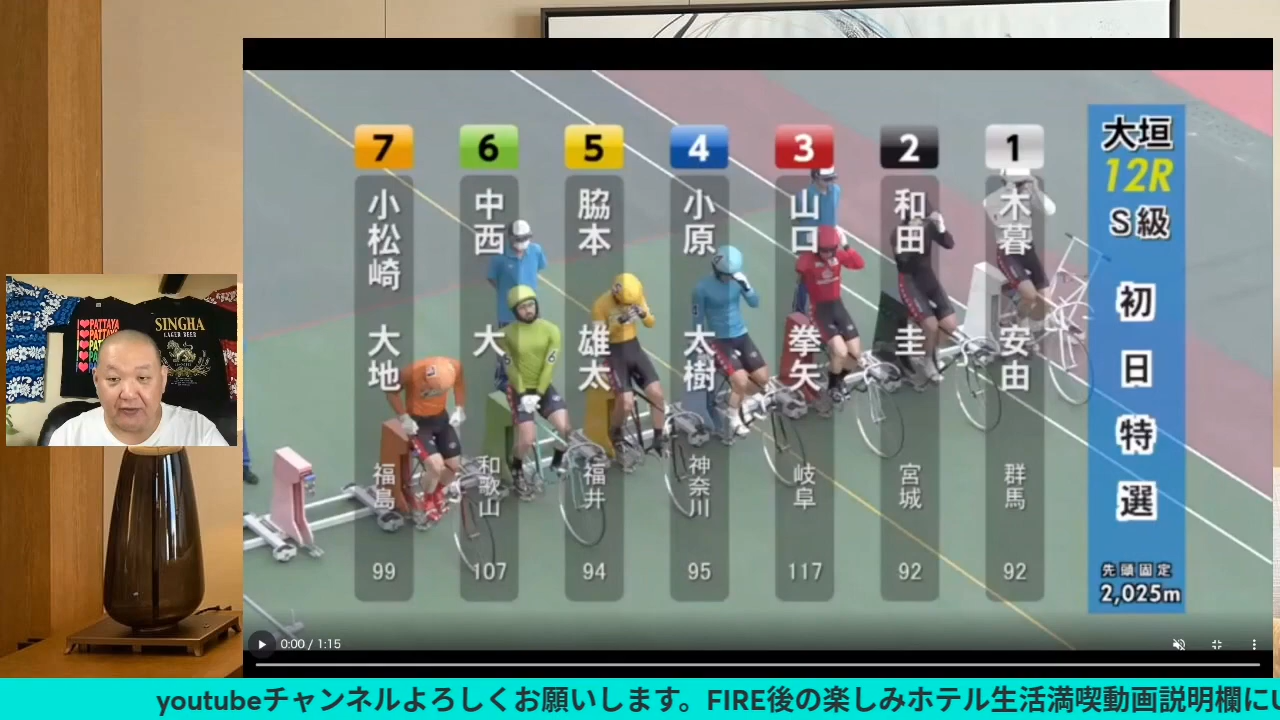 大垣
12R
S級
初日特選
先頭固定
2,025m
1
木暮 安由
群馬
92
2
和田 圭
宮城
92
3
山口 拳矢
岐阜
117
4
小原 太樹
神奈川
95
5
脇本 雄太
福井
94
6
中西 大
和歌山
107
7
小松崎 大地
福島
99
PATTAYA
PATTAYA
SINGHA
LAGER BEER
0:00 / 1:15
youtubeチャンネルよろしくお願いします。FIRE後の楽しみホテル生活満喫動画説明欄に